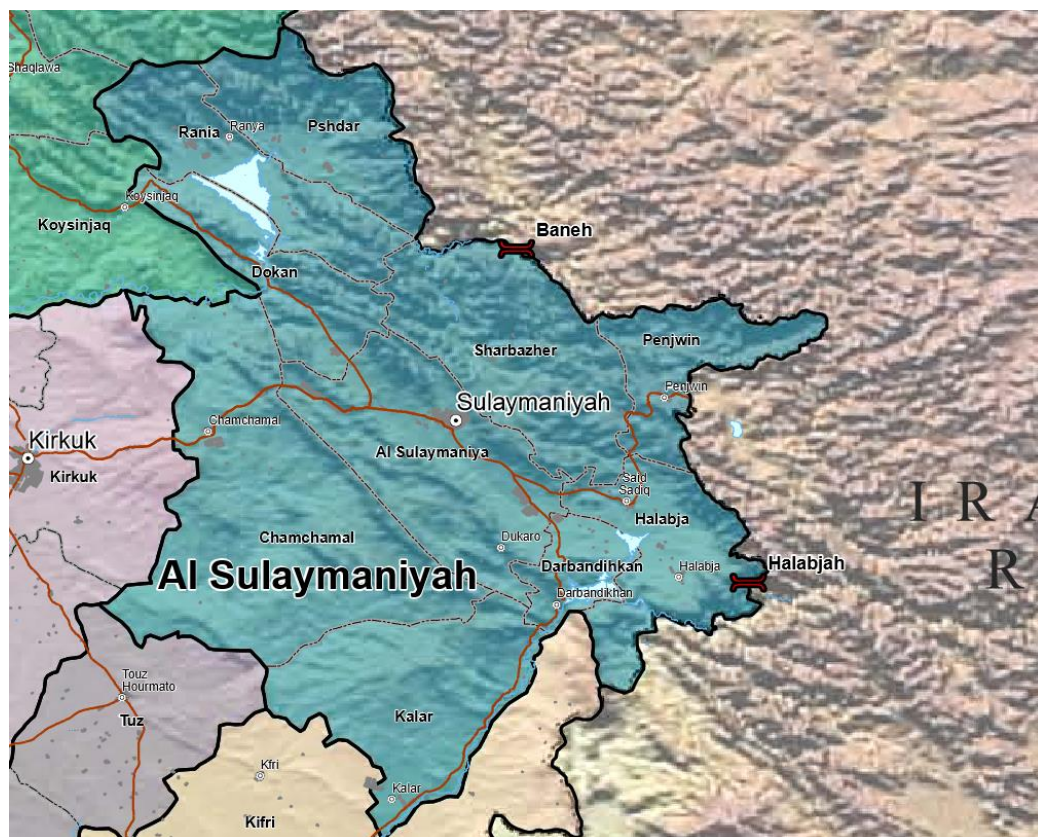 Shaqlawa
Rania
Ranya
Pshdar
Koysinjaq
Koysinjaq
Baneh
Dokan
Sharbazher
Penjwin
Penjwin
Sulaymaniyah
Chamchamal
Kirkuk
Kirkuk
Al Sulaymaniya
Said
Sadiq
Halabja
I R A
Chamchamal
Dukaro
Darbandihkan
Halabjah
Halabja
R
Al Sulaymaniyah
Darbandikhan
Touz
Hourmato
Tuz
Kalar
Kfri
Kalar
Kifri